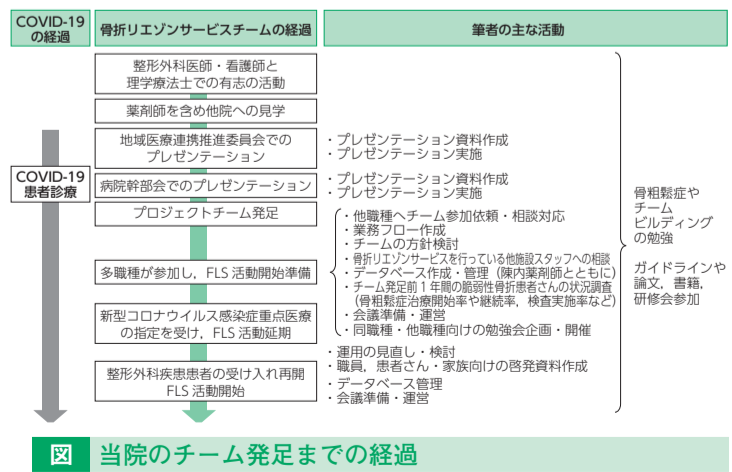 COVID-19
の経過
骨折リエゾンサービスチームの経過
筆者の主な活動
整形外科医師・看護師と
理学療法士での有志の活動
薬剤師を含め他院への見学
地域医療連携推進委員会での
プレゼンテーション
・プレゼンテーション資料作成
・プレゼンテーション実施
COVID-19
患者診療
病院幹部会でのプレゼンテーション
・プレゼンテーション資料作成
・プレゼンテーション実施
プロジェクトチーム発足
多職種が参加し，FLS 活動開始準備
新型コロナウイルス感染症重点医療
の指定を受け，FLS 活動延期
・他職種へチーム参加依頼・相談対応
・業務フロー作成
・チームの方針検討
・骨折リエゾンサービスを行っている他施設スタッフへの相談
・データベース作成・管理（陳内薬剤師とともに）
・チーム発足前 1 年間の脆弱性骨折患者さんの状況調査
（骨粗鬆症治療開始率や継続率，検査実施率など）
・会議準備・運営
・同職種・他職種向けの勉強会企画・開催
整形外科疾患患者の受け入れ再開
FLS 活動開始
・運用の見直し・検討
・職員，患者さん・家族向けの啓発資料作成
・データベース管理
・会議準備・運営
骨粗鬆症や
チーム
ビルディング
の勉強
ガイドラインや
論文，書籍，
研修会参加
図 当院のチーム発足までの経過